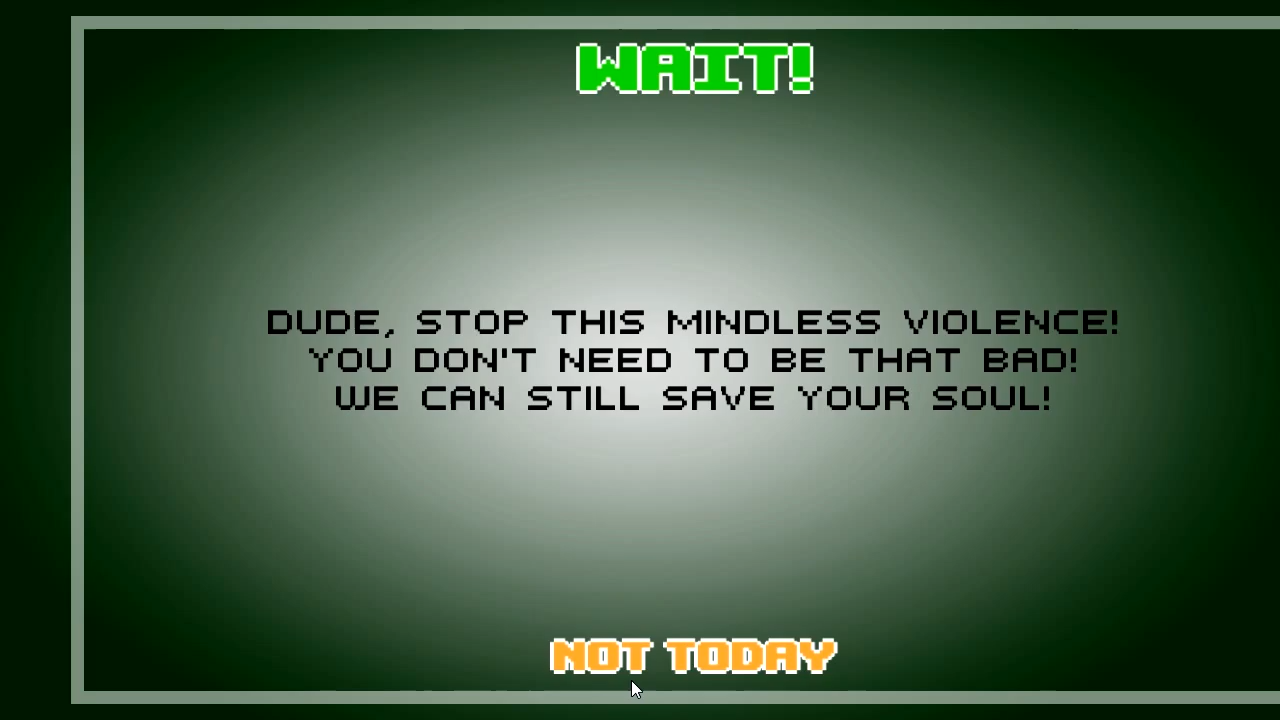 WAIT!
DUDE, STOP THIS MINDLESS VIOLENCE!
YOU DON'T NEED TO BE THAT BAD!
WE CAN STILL SAVE YOUR SOUL!
NOT TODAY